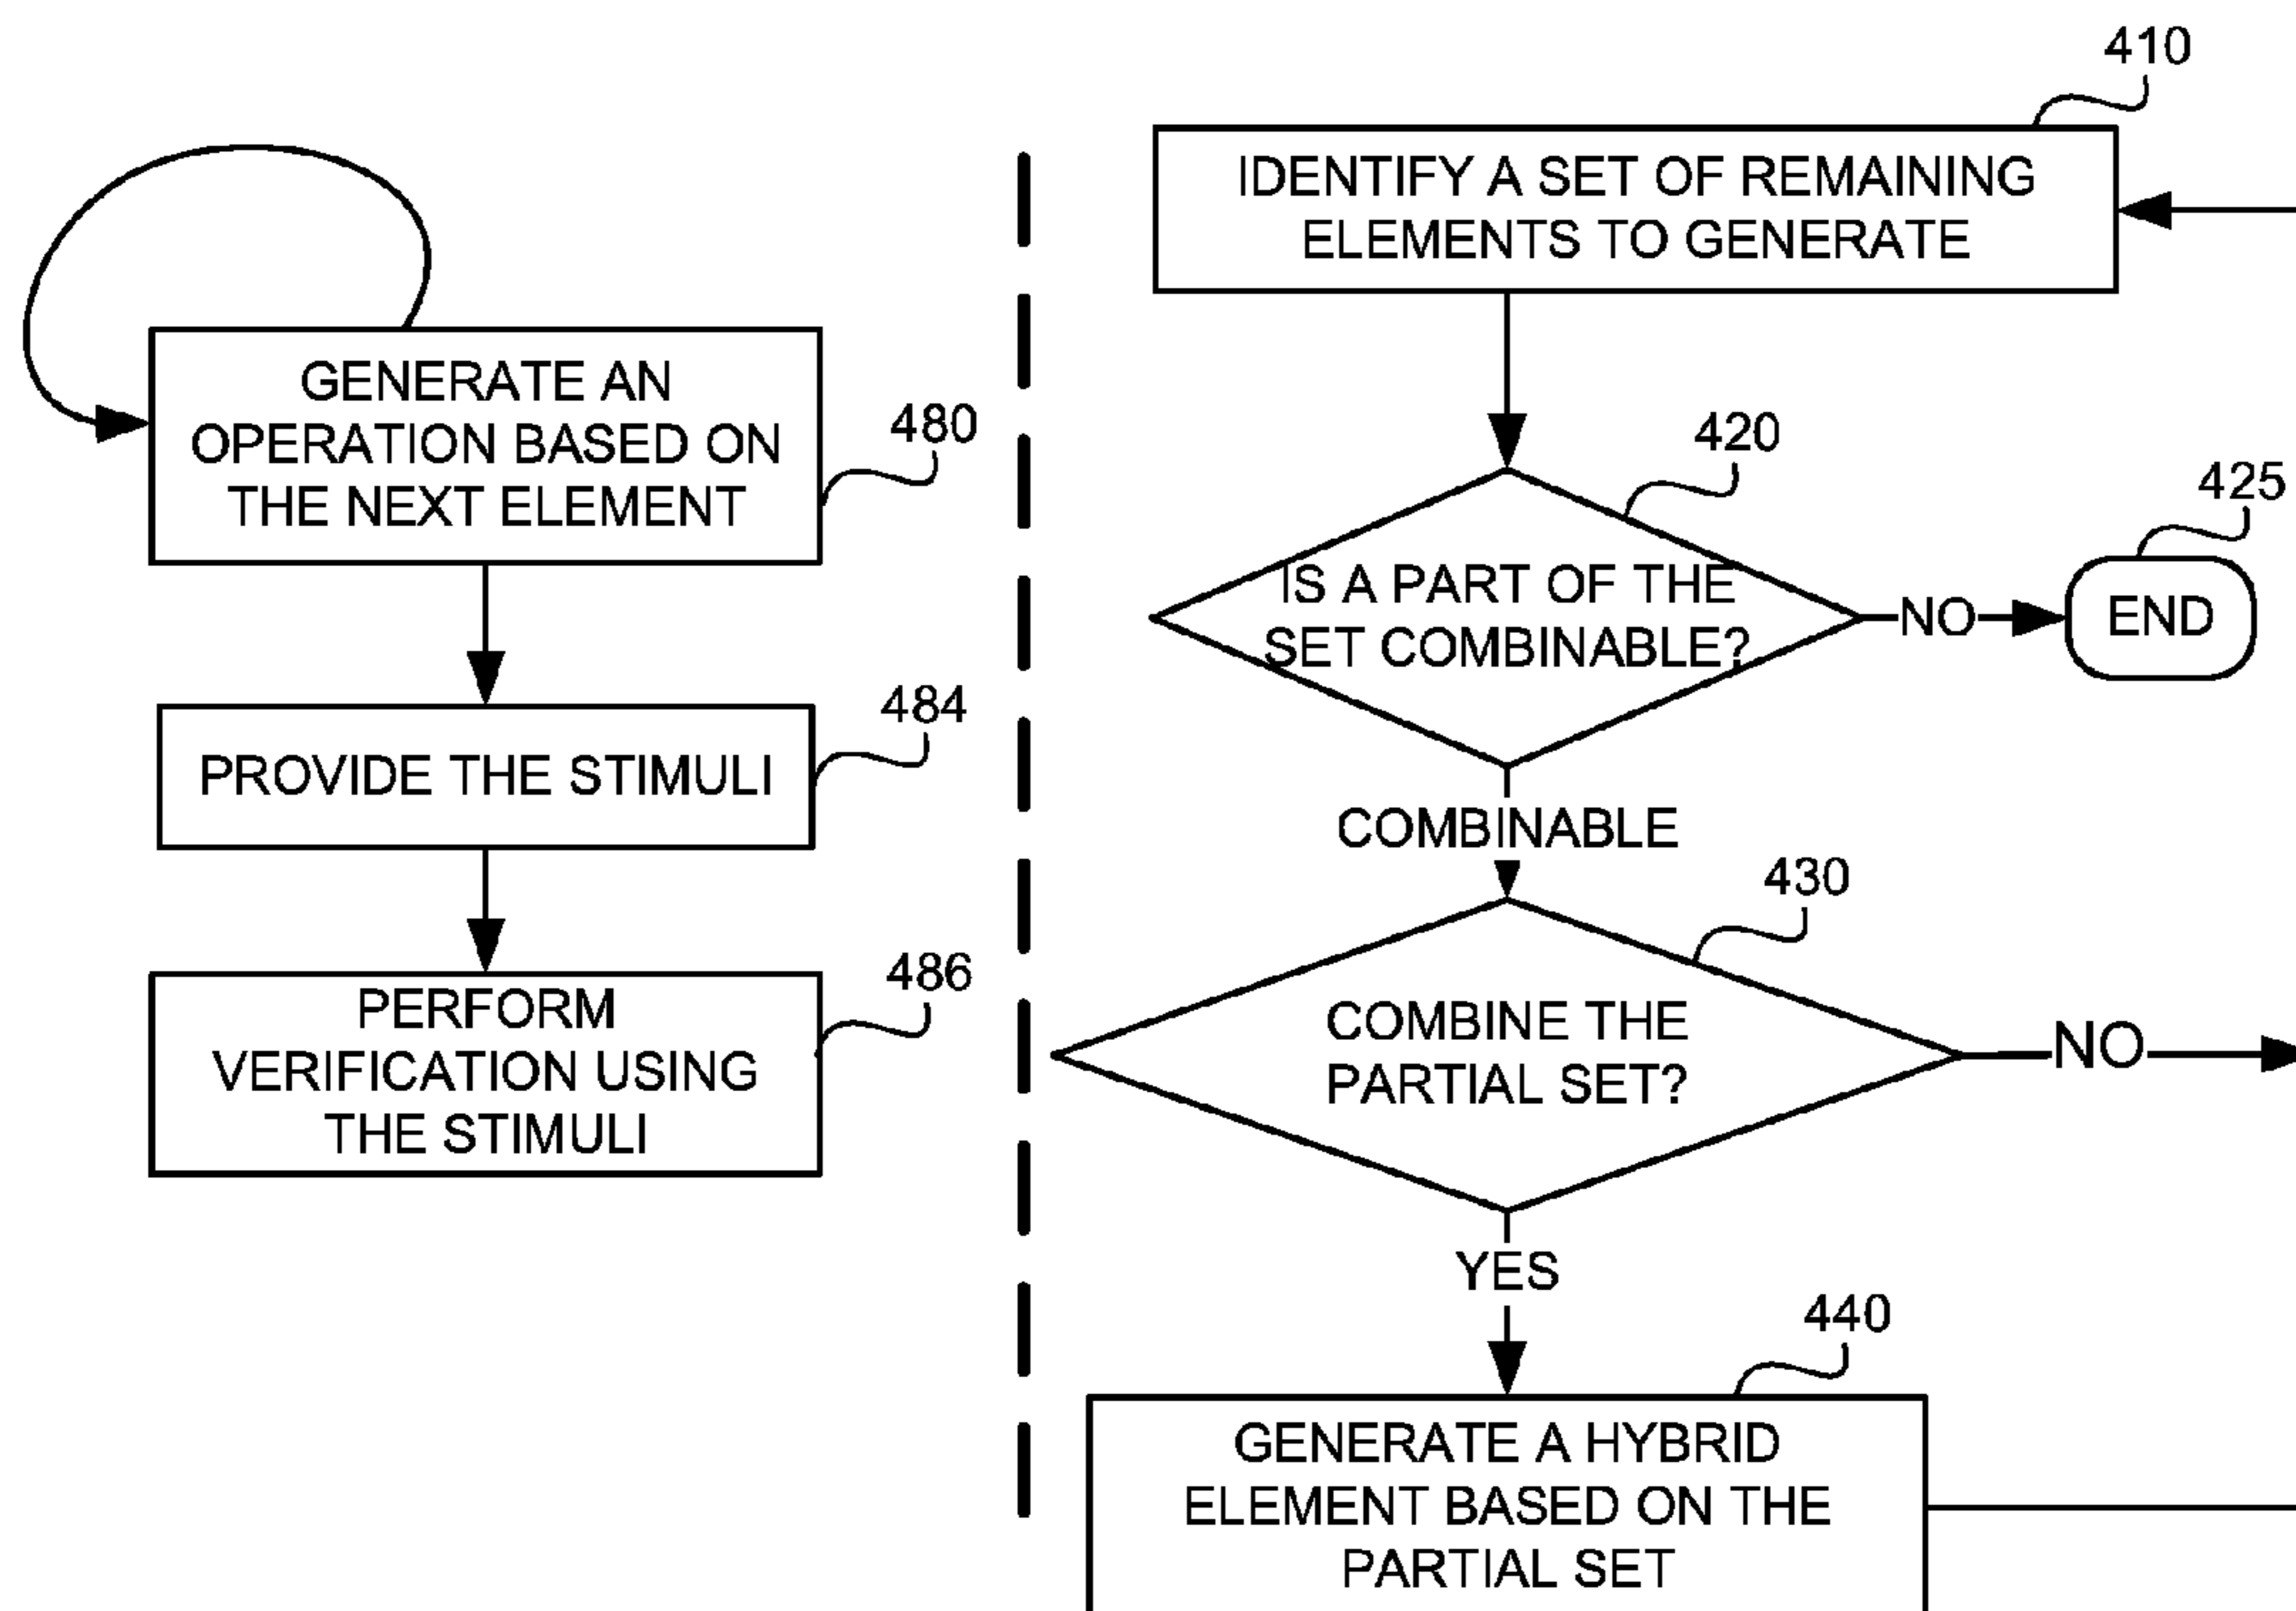 GENERATE AN
OPERATION BASED ON
THE NEXT ELEMENT
480
PROVIDE THE STIMULI
484
PERFORM
VERIFICATION USING
THE STIMULI
486
410
IDENTIFY A SET OF REMAINING
ELEMENTS TO GENERATE
420
IS A PART OF THE
SET COMBINABLE?
NO
425
END
COMBINABLE
430
COMBINE THE
PARTIAL SET?
NO
YES
440
GENERATE A HYBRID
ELEMENT BASED ON THE
PARTIAL SET